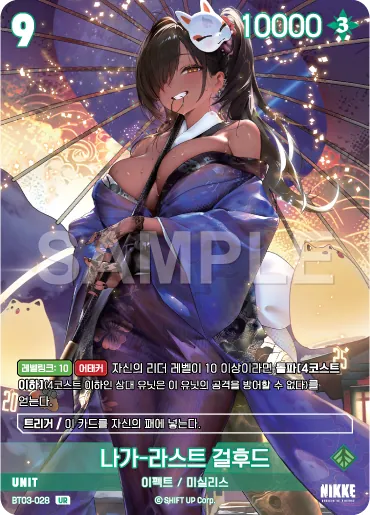 9
10000 3
SAMPLE
레벨링크: 10 어태커 자신의 리더 레벨이 10 이상이라면, 돌파[4코스트
이하](4코스트 이하인 상대 유닛은 이 유닛의 공격을 방어할 수 없다)를
얻는다.
트리거 / 이 카드를 자신의 패에 넣는다.
20 25
나가-라스트 걸후드
UNIT
이펙트 / 미실리스
BT03-028 UR
©SHIFT UP Corp.
NIKKE